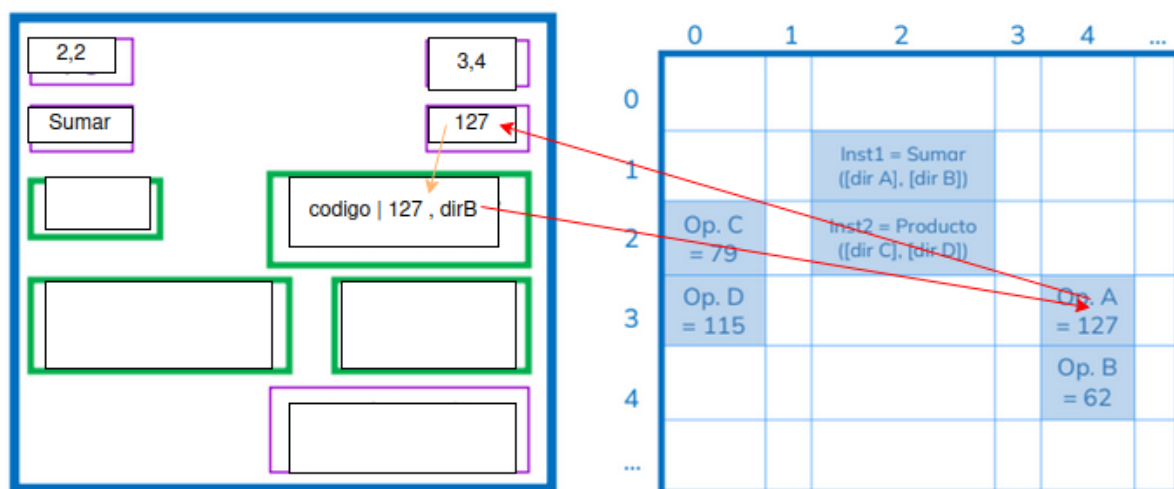 2,2
3,4
Sumar
127
codigo | 127 , dirB
0 1 2 3 4 ...
0
1
Inst1 = Sumar
([dir A], [dir B])
2
Op. C
= 79
Inst2 = Producto
([dir C], [dir D])
3
Op. D
= 115
Op. A
= 127
4
Op. B
= 62
...